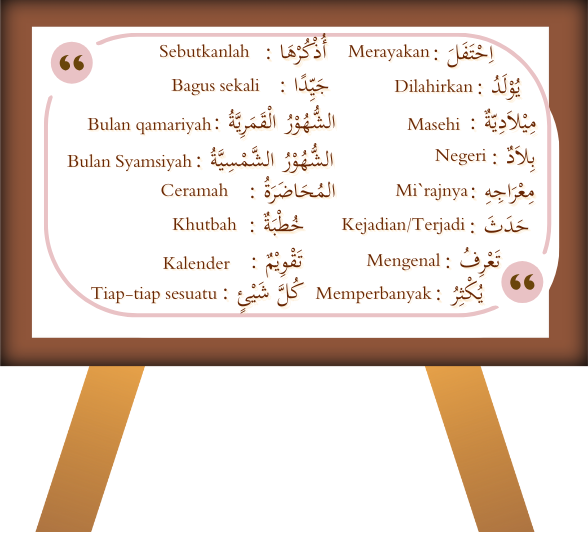 Sebutkanlah : أُذْكُرْهَا Merayakan : اِحْتَفَلَ
Bagus sekali : جَيِّدًا Dilahirkan : يُوْلَدُ
Bulan qamariyah : الشُّهُوْرُ الْقَمَرِيَّةُ Masehi : مِيْلاَدِيّةٌ
Bulan Syamsiyah : الشُّهُوْرُ الشَّمْسِيَّةُ Negeri : بِلاَدٌ
Ceramah : المُحَاضَرَةُ Mi`rajnya : مِعْرَاجِهِ
Khutbah : خُطْبَةٌ Kejadian/Terjadi : حَدَثَ
Kalender : تَقْوِيْمٌ Mengenal : تَعْرِفُ
Tiap-tiap sesuatu : كُلَّ شَيْئٍ Memperbanyak : يُكْثِرُ